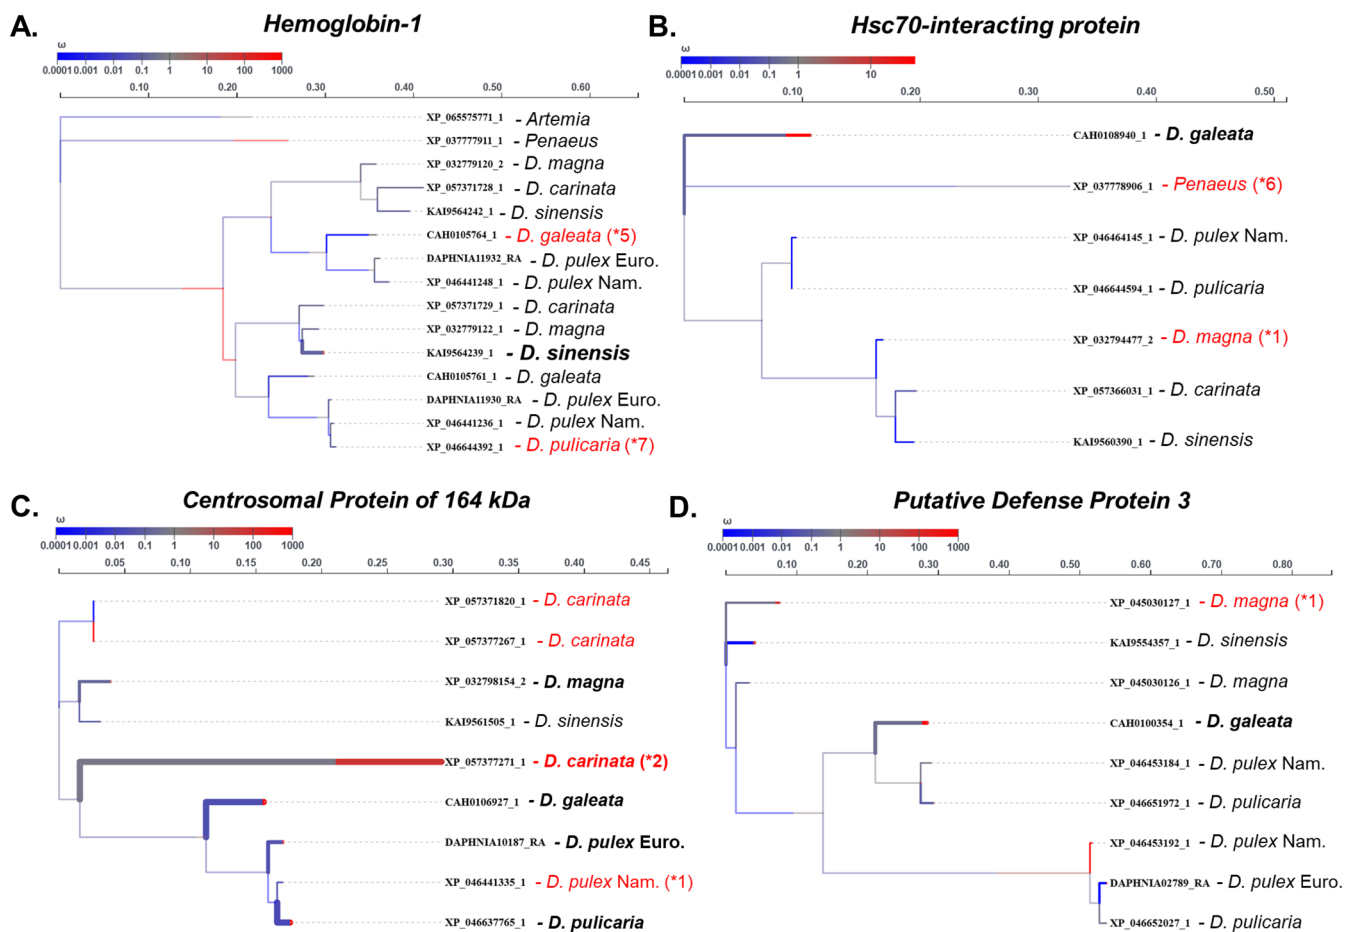 A.
Hemoglobin-1
ω
0.0001 0.001 0.01 0.1 1 10 100 1000
0.10 0.20 0.30 0.40 0.50 0.60
XP_065575771_1 - Artemia
XP_037777911_1 - Penaeus
XP_032779120_2 - D. magna
XP_057371728_1 - D. carinata
KAI9564242_1 - D. sinensis
CAH0105764_1 - D. galeata (*5)
DAPHNIA11932_RA - D. pulex Euro.
XP_046441248_1 - D. pulex Nam.
XP_057371729_1 - D. carinata
XP_032779122_1 - D. magna
KAI9564239_1 - D. sinensis
CAH0105761_1 - D. galeata
DAPHNIA11930_RA - D. pulex Euro.
XP_046441236_1 - D. pulex Nam.
XP_046644392_1 - D. pulicaria (*7)
B.
Hsc70-interacting protein
ω
0.0001 0.001 0.01 0.1 1 10
0.10 0.20 0.30 0.40 0.50
CAH0108940_1 - D. galeata
XP_037778906_1 - Penaeus (*6)
XP_046464145_1 - D. pulex Nam.
XP_046644594_1 - D. pulicaria
XP_032794477_2 - D. magna (*1)
XP_057366031_1 - D. carinata
KAI9560390_1 - D. sinensis
C.
Centrosomal Protein of 164 kDa
ω
0.0001 0.001 0.01 0.1 1 10 100 1000
0.05 0.10 0.15 0.20 0.25 0.30 0.35 0.40 0.45
XP_057371820_1 - D. carinata
XP_057377267_1 - D. carinata
XP_032798154_2 - D. magna
KAI9561505_1 - D. sinensis
XP_057377271_1 - D. carinata (*2)
CAH0106927_1 - D. galeata
DAPHNIA10187_RA - D. pulex Euro.
XP_046441335_1 - D. pulex Nam. (*1)
XP_046637765_1 - D. pulicaria
D.
Putative Defense Protein 3
ω
0.0001 0.001 0.01 0.1 1 10 100 1000
0.10 0.20 0.30 0.40 0.50 0.60 0.70 0.80
XP_045030127_1 - D. magna (*1)
KAI9554357_1 - D. sinensis
XP_045030126_1 - D. magna
CAH0100354_1 - D. galeata
XP_046453184_1 - D. pulex Nam.
XP_046651972_1 - D. pulicaria
XP_046453192_1 - D. pulex Nam.
DAPHNIA02789_RA - D. pulex Euro.
XP_046652027_1 - D. pulicaria